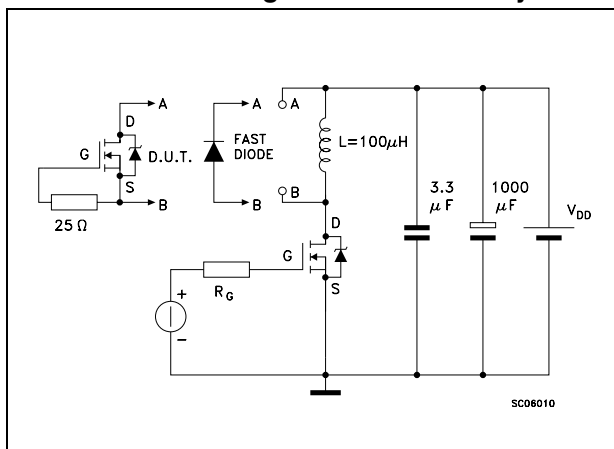 A
A
A
D
G
D.U.T.
FAST
DIODE
L=100μH
S
B
B
B
25 Ω
D
G
S
3.3
μF
1000
μF
VDD
RG
+
-
SC06010